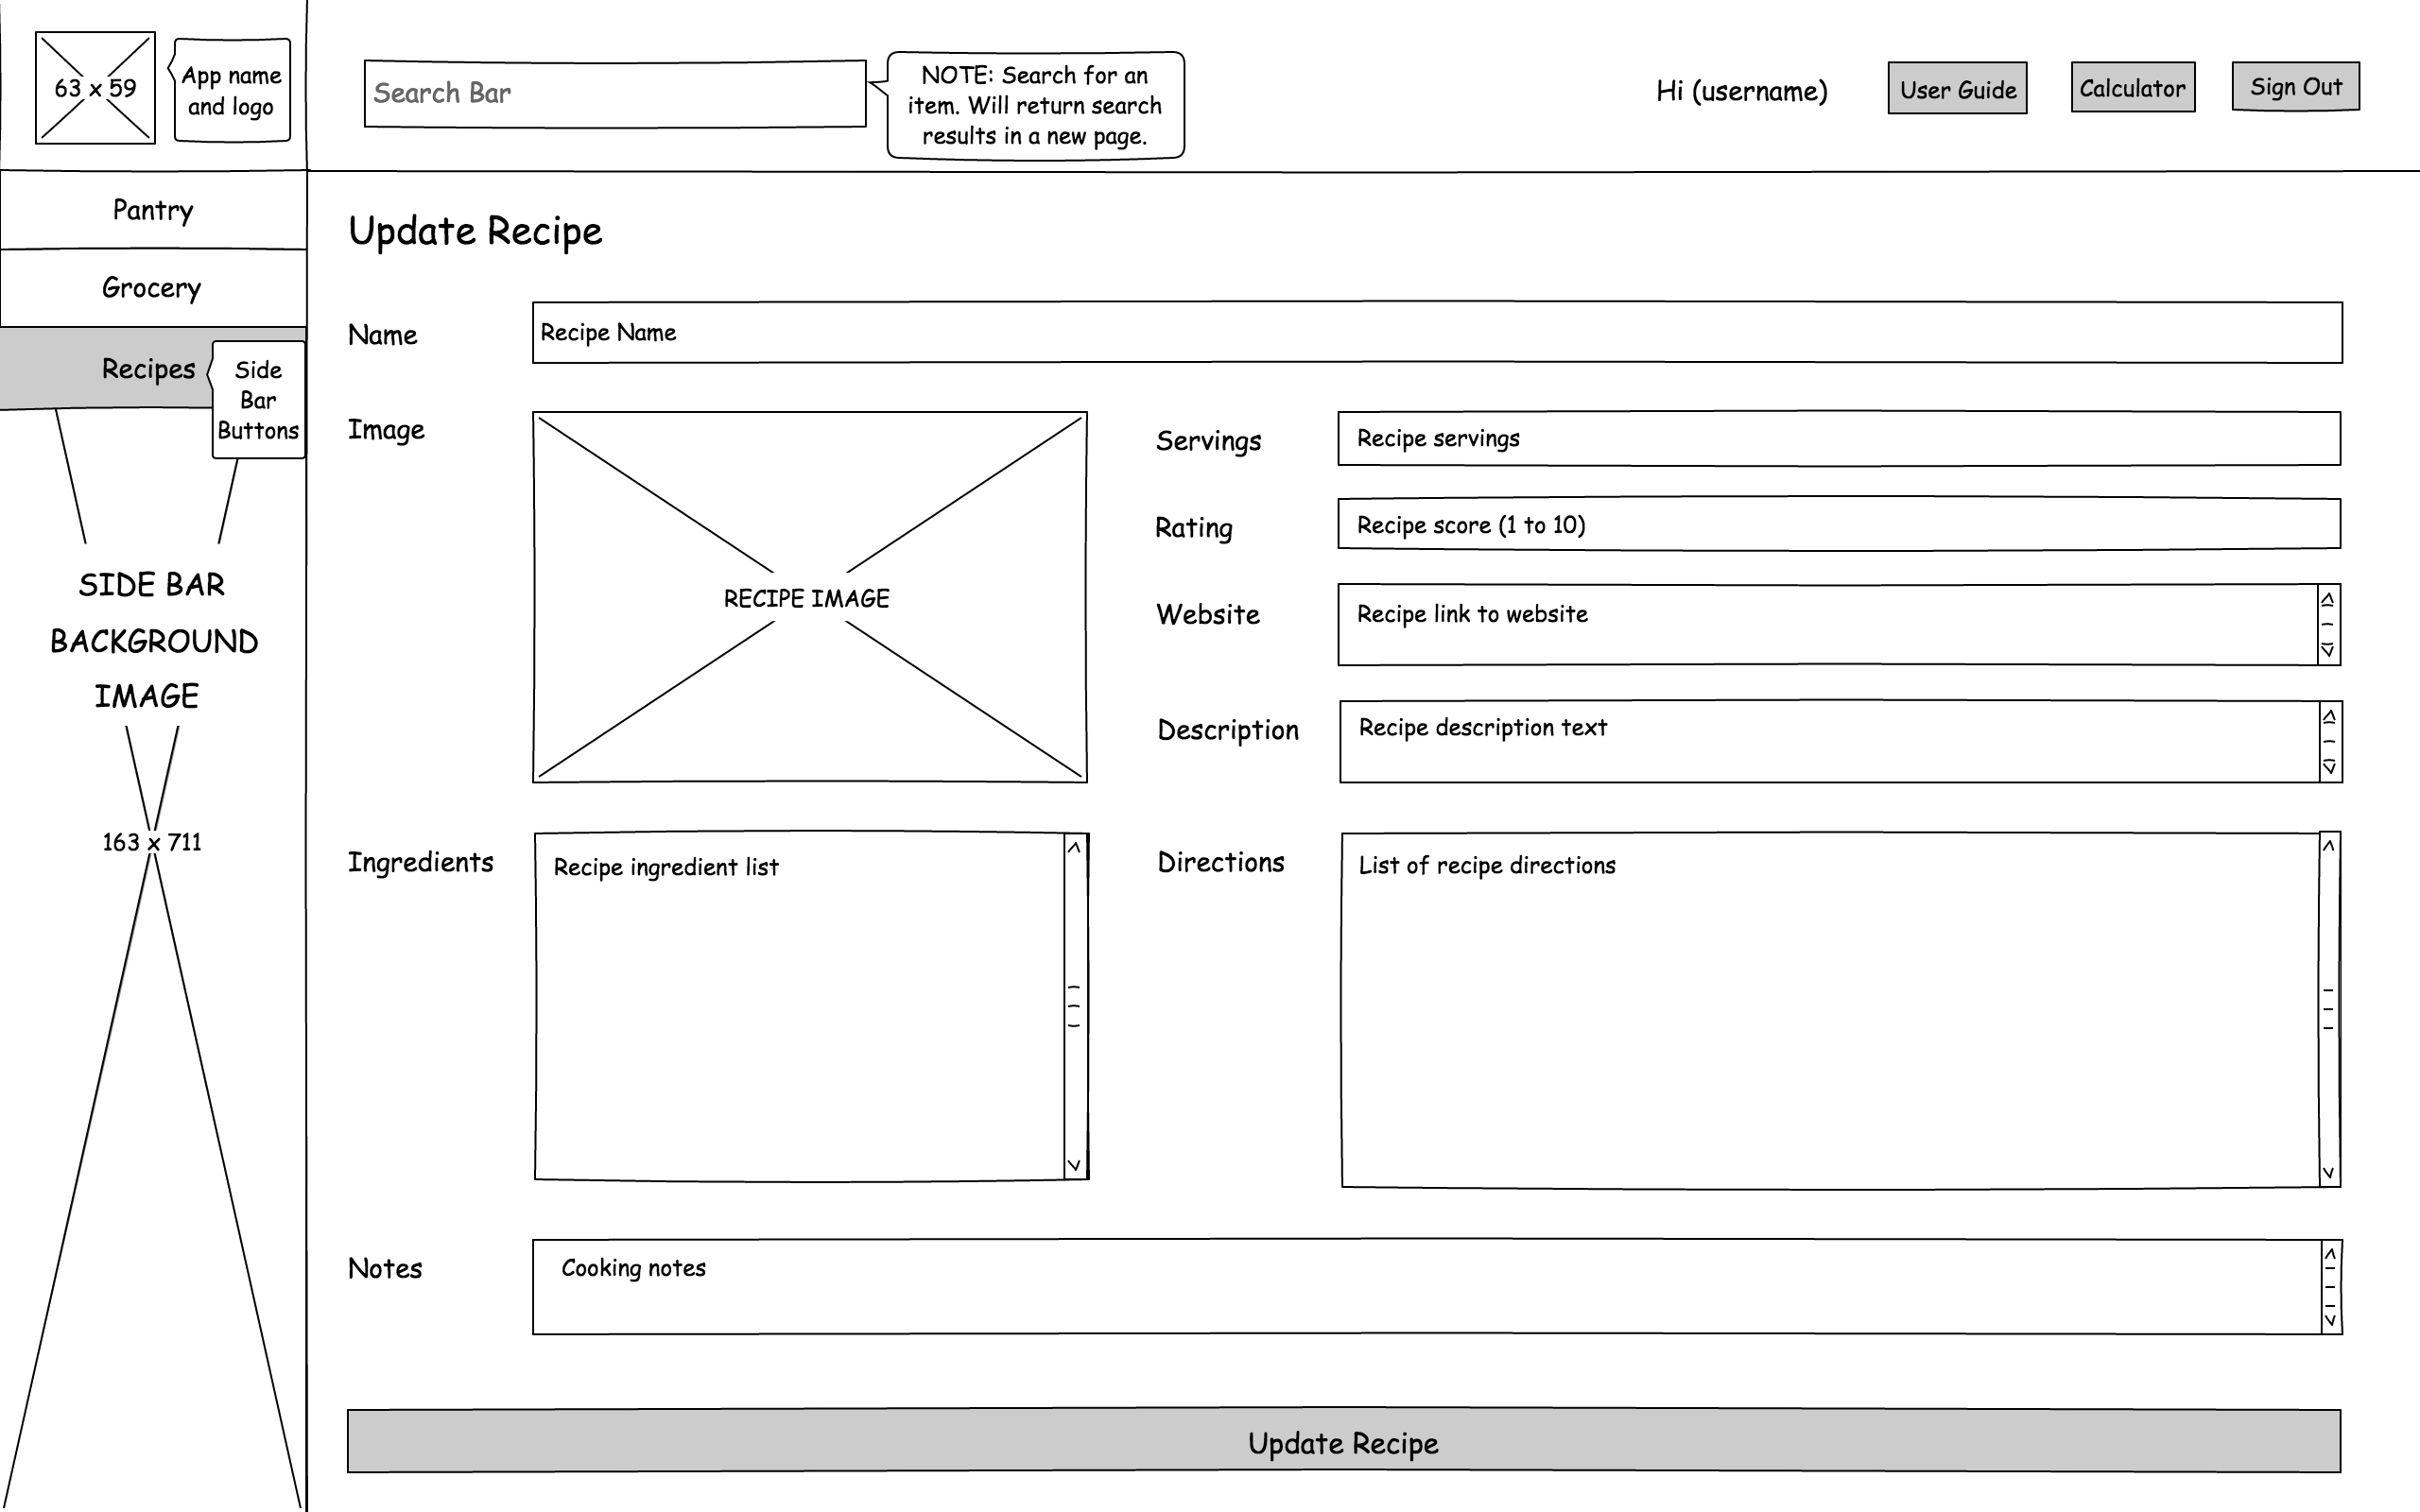 63 x 59
App name
and logo
Search Bar
NOTE: Search for an
item. Will return search
results in a new page.
Hi (username)
User Guide
Calculator
Sign Out
Pantry
Grocery
Recipes
Side
Bar
Buttons
SIDE BAR
BACKGROUND
IMAGE
163 x 711
Update Recipe
Name
Recipe Name
Image
RECIPE IMAGE
Servings
Recipe servings
Rating
Recipe score (1 to 10)
Website
Recipe link to website
Description
Recipe description text
Ingredients
Recipe ingredient list
Directions
List of recipe directions
Notes
Cooking notes
Update Recipe